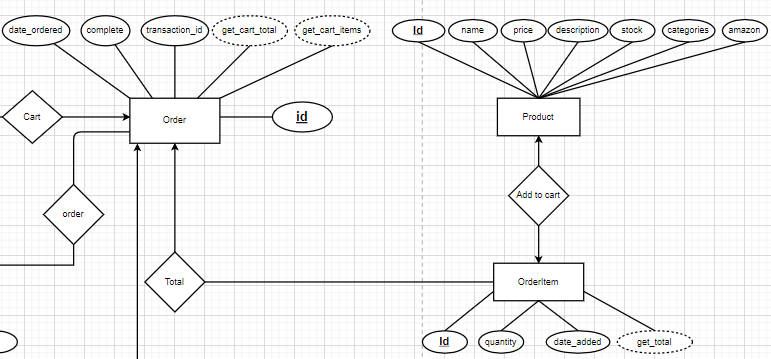 date_ordered
complete
transaction_id
get_cart_total
get_cart_items
Id
name
price
description
stock
categories
amazon
Cart
Order
id
Product
order
Add to cart
Total
OrderItem
Id
quantity
date_added
get_total